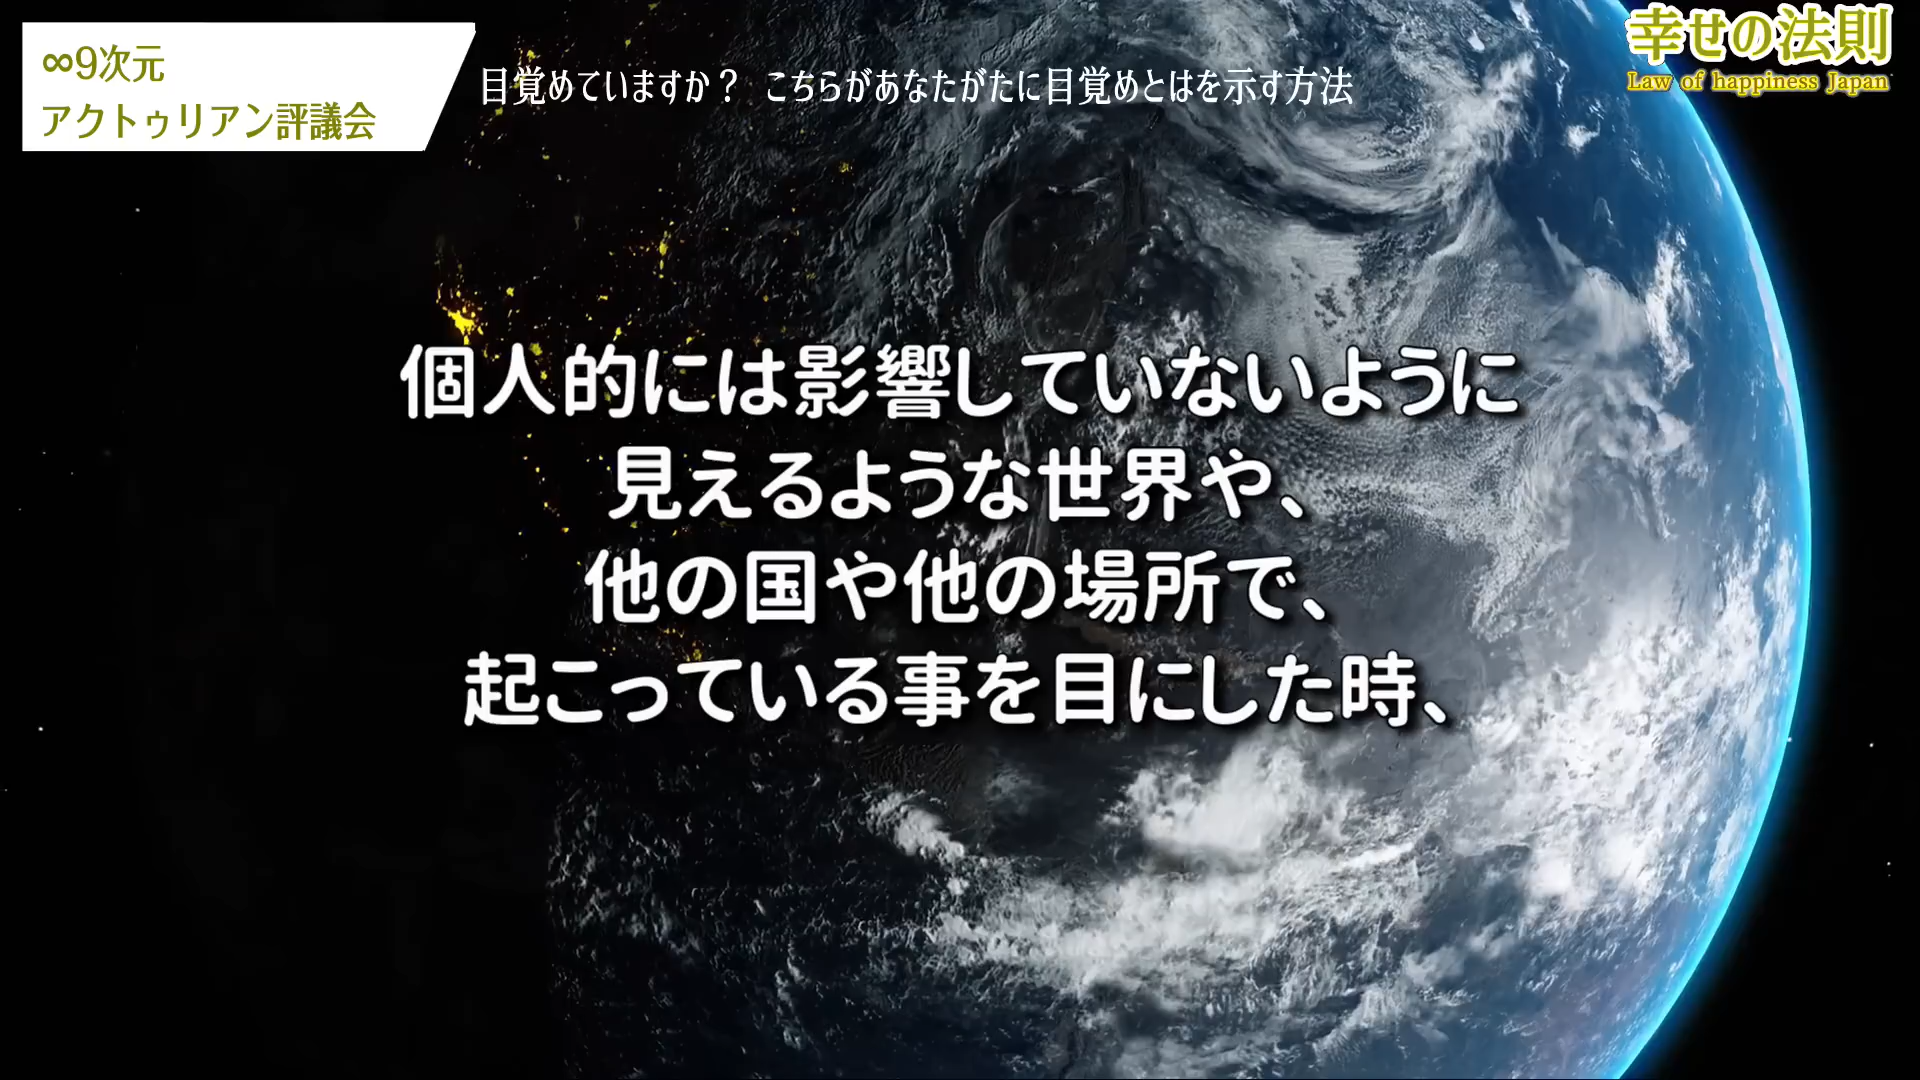 ∞9次元
アクトゥリアン評議会
目覚めていますか？ こちらがあなたがたに目覚めとはを示す方法
幸せの法則
Law of happiness Japan
個人的には影響していないように
見えるような世界や、
他の国や他の場所で、
起こっている事を目にした時、